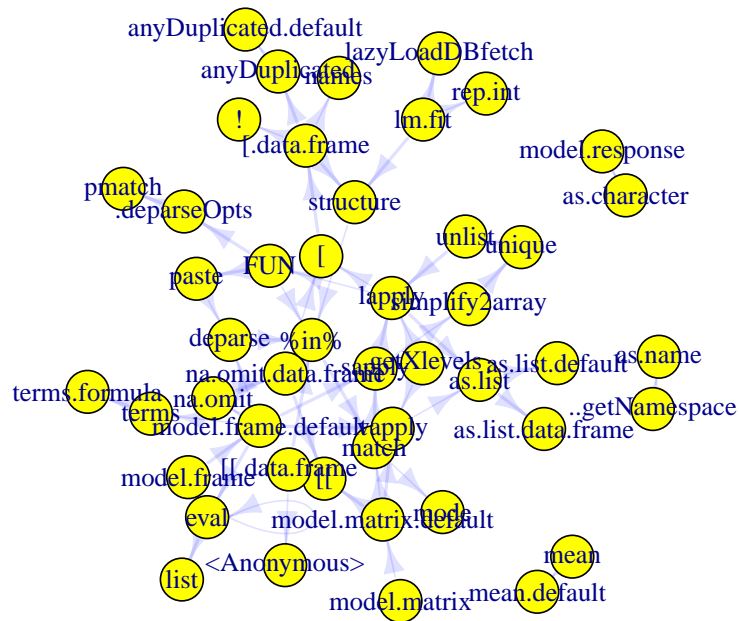 anyDuplicated.default
lazyLoadDBfetch
anyDuplicated
names
rep.int
!
lm.fit
[.data.frame
model.response
pmatch
as.character
.deparseOpts
structure
unlist
unique
[
FUN
paste
lapply
simplify2array
deparse
%in%
as.name
sapply
.getXlevels
as.list.default
na.omit.data.frame
as.list
terms.formula
na.omit
terms
..getNamespace
model.frame.default
vapply
as.list.data.frame
match
[[.data.frame
model.frame
[[
mode
eval
model.matrix.default
mean
<Anonymous>
list
mean.default
model.matrix